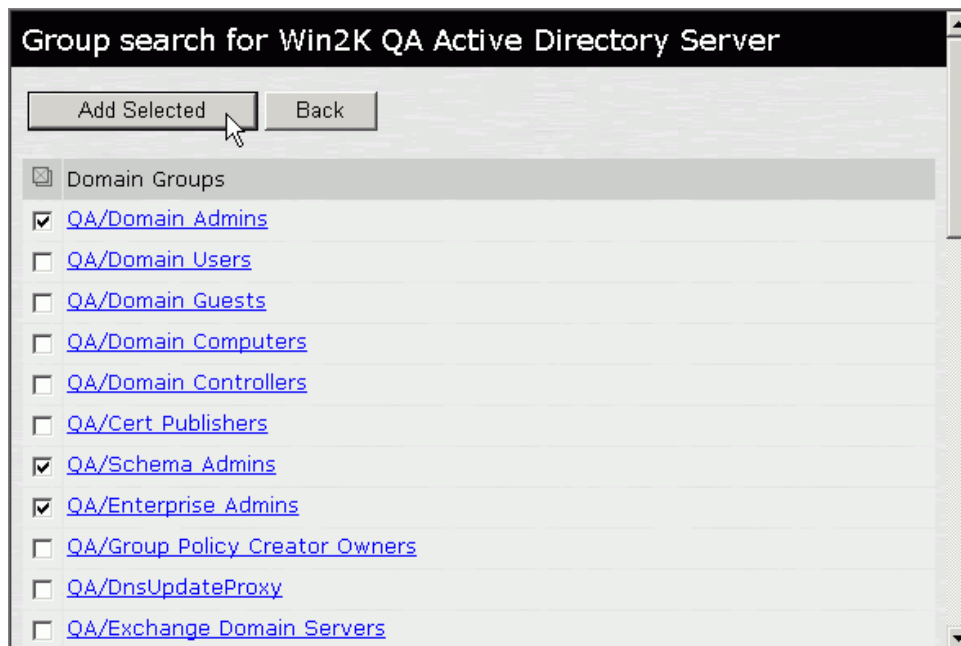 Group search for Win2K QA Active Directory Server
Add Selected Back
Domain Groups
QA/Domain Admins
QA/Domain Users
QA/Domain Guests
QA/Domain Computers
QA/Domain Controllers
QA/Cert Publishers
QA/Schema Admins
QA/Enterprise Admins
QA/Group Policy Creator Owners
QA/DnsUpdateProxy
QA/Exchange Domain Servers